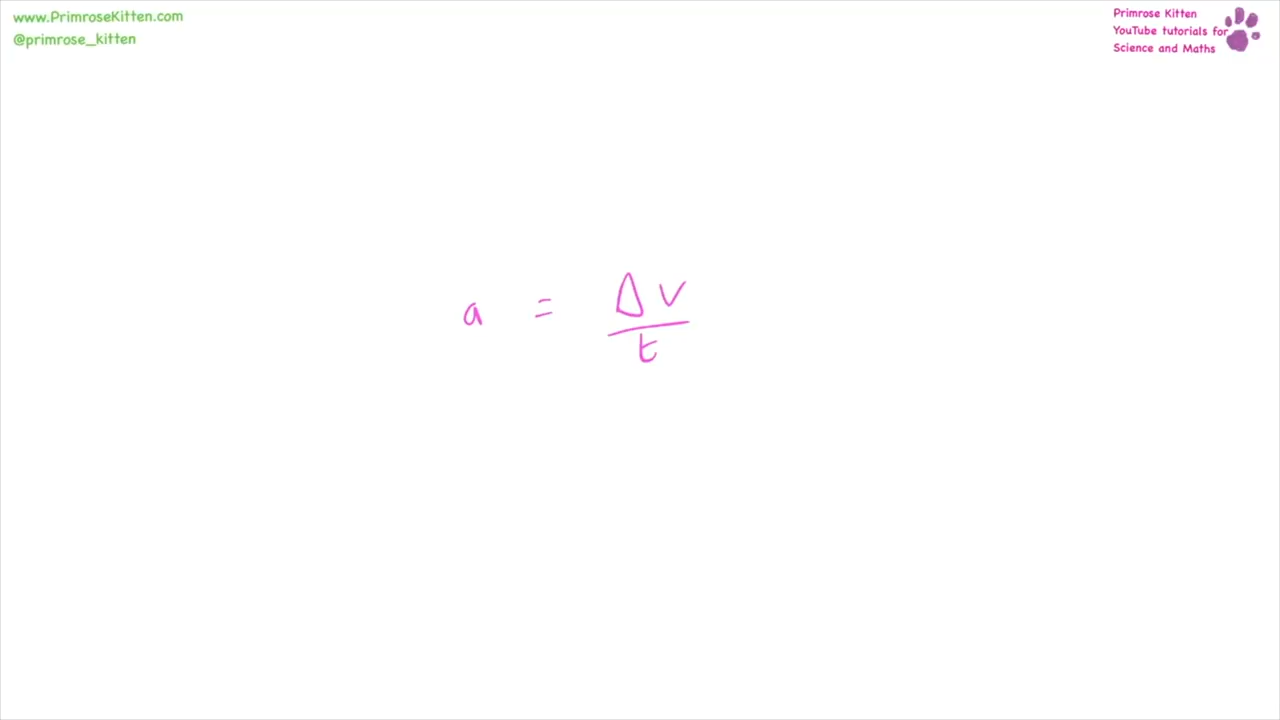 www.PrimroseKitten.com
@primrose_kitten
Primrose Kitten
YouTube tutorials for
Science and Maths
a = Δv
t